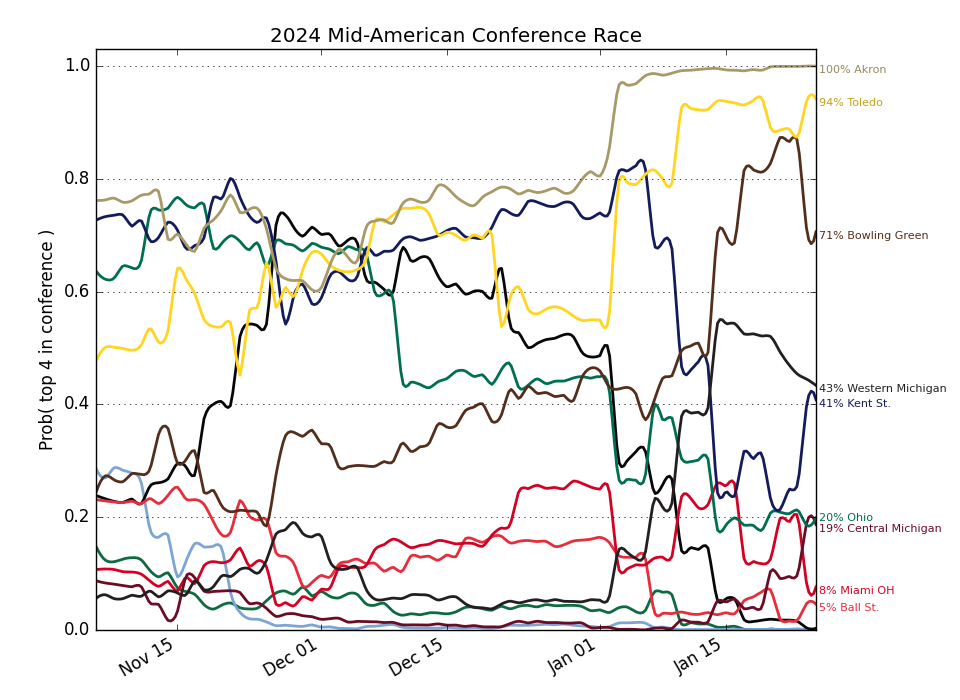 2024 Mid-American Conference Race
Prob( top 4 in conference )
1.0
0.8
0.6
0.4
0.2
0.0
Nov 15
Dec 01
Dec 15
Jan 01
Jan 15
100% Akron
94% Toledo
71% Bowling Green
43% Western Michigan
41% Kent St.
20% Ohio
19% Central Michigan
8% Miami OH
5% Ball St.